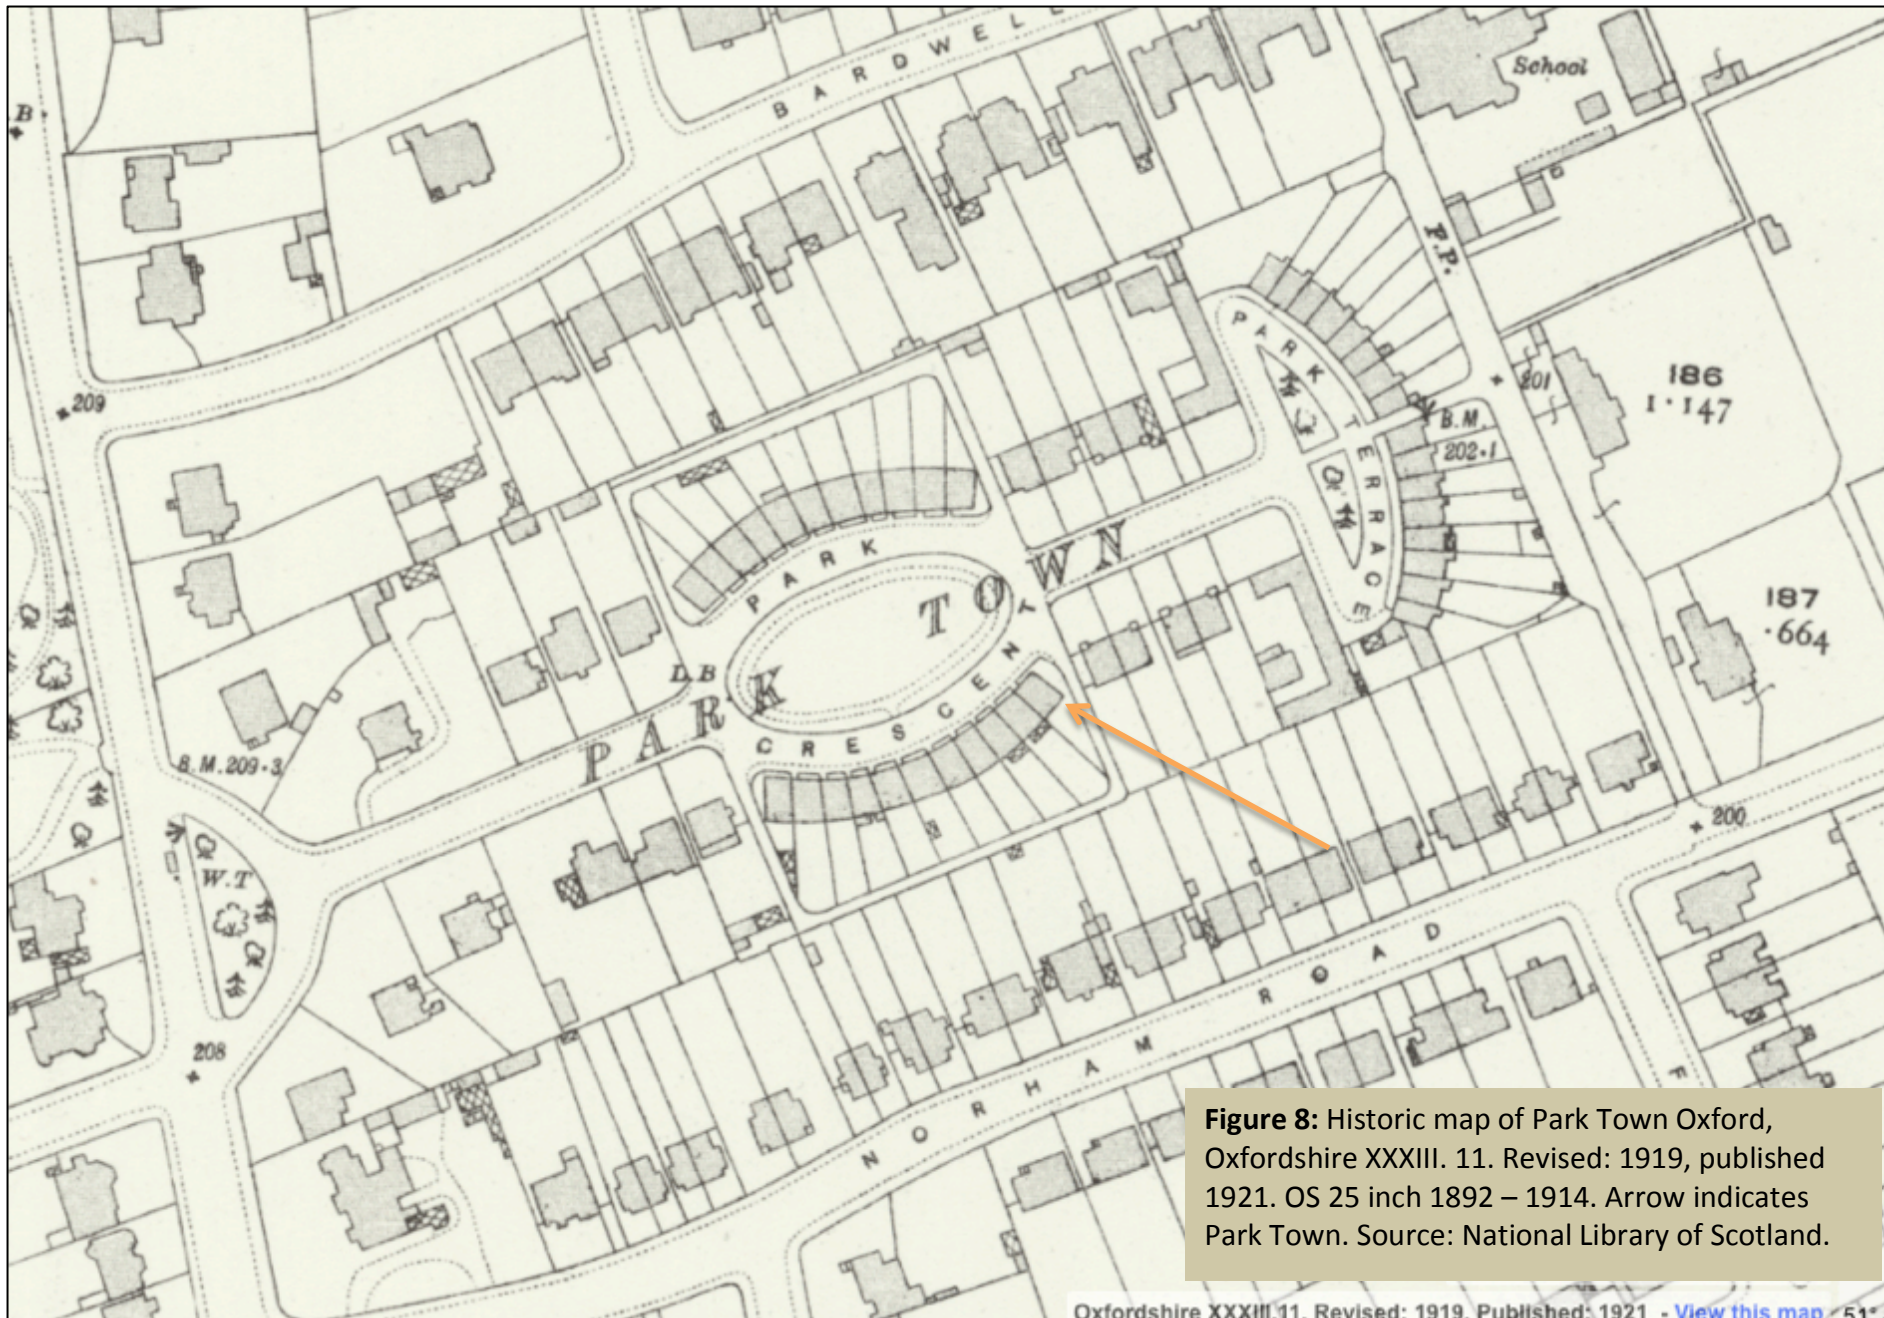 BARDWELL
School
B.
F.P.
209
201
186
1·147
B.M.
202·1
PARK TERRACE
PARK
TOWN
187
·664
L.B
PARK
CRESCENT
B.M.209·3
W.T
200
208
NORHAM ROAD
F
Figure 8: Historic map of Park Town Oxford,
Oxfordshire XXXIII. 11. Revised: 1919, published
1921. OS 25 inch 1892 – 1914. Arrow indicates
Park Town. Source: National Library of Scotland.
Oxfordshire XXXIII.11, Revised: 1919, Published: 1921 - View this map 51°